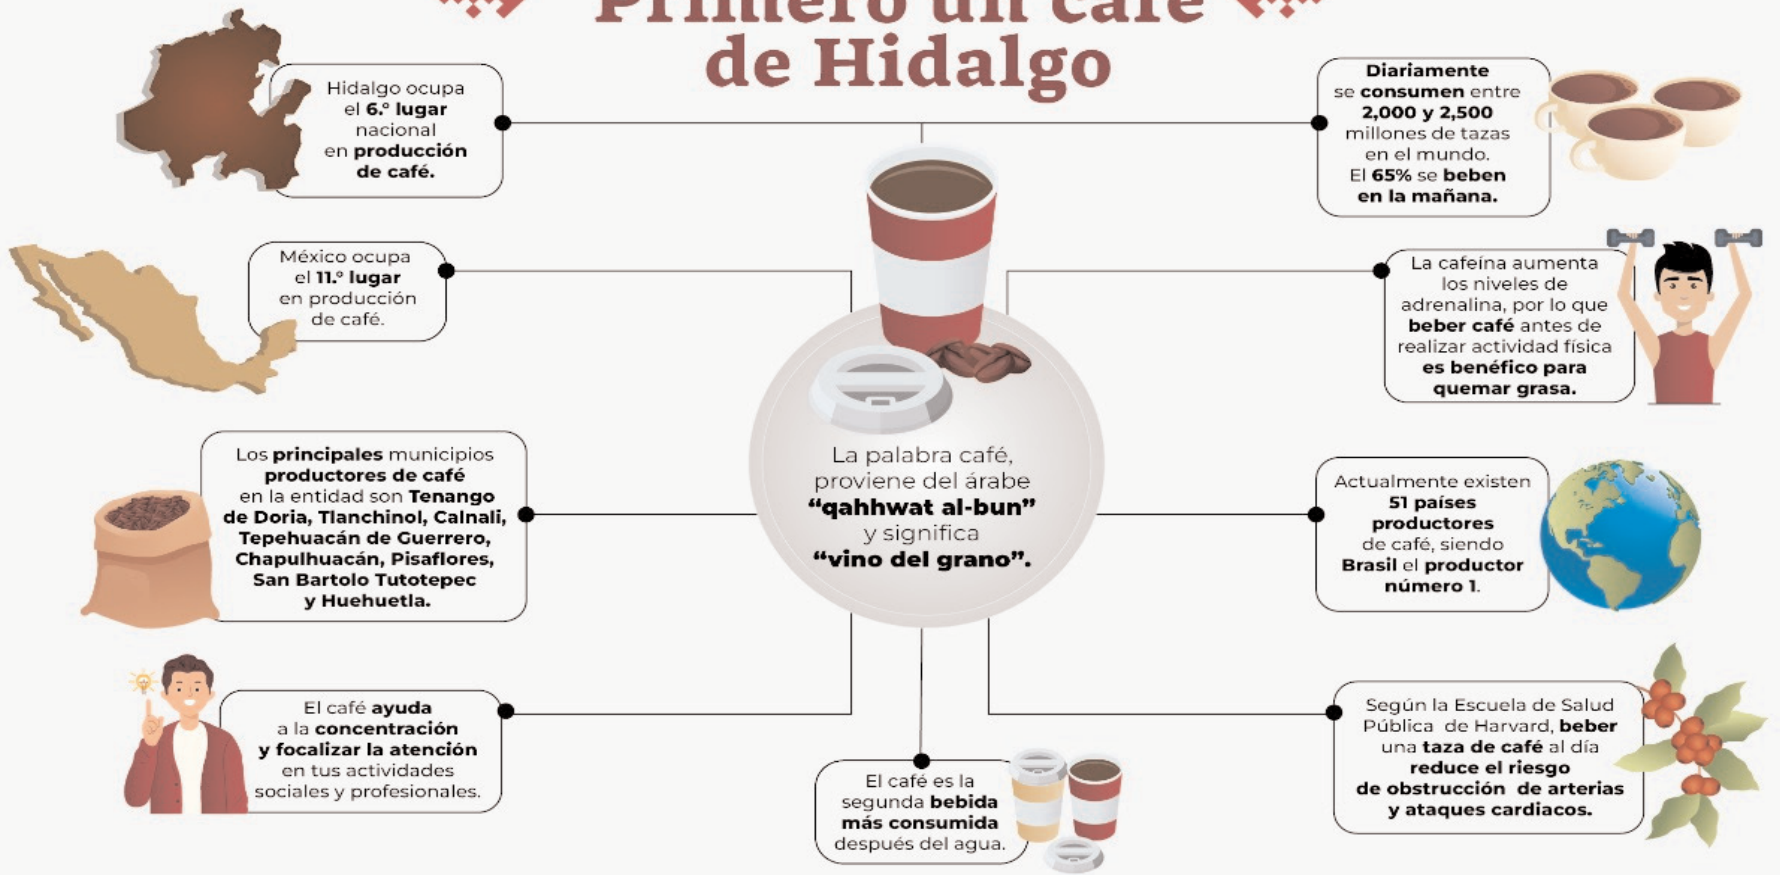 Primero un café
de Hidalgo
Hidalgo ocupa
el 6.º lugar
nacional
en producción
de café.
Diariamente
se consumen entre
2,000 y 2,500
millones de tazas
en el mundo.
El 65% se beben
en la mañana.
México ocupa
el 11.º lugar
en producción
de café.
La cafeína aumenta
los niveles de
adrenalina, por lo que
beber café antes de
realizar actividad física
es benéfico para
quemar grasa.
Los principales municipios
productores de café
en la entidad son Tenango
de Doria, Tlanchinol, Calnali,
Tepehuacán de Guerrero,
Chapulhuacán, Pisaflores,
San Bartolo Tutotepec
y Huehuetla.
La palabra café,
proviene del árabe
“qahhwat al-bun”
y significa
“vino del grano”.
Actualmente existen
51 países
productores
de café, siendo
Brasil el productor
número 1.
El café ayuda
a la concentración
y focalizar la atención
en tus actividades
sociales y profesionales.
El café es la
segunda bebida
más consumida
después del agua.
Según la Escuela de Salud
Pública de Harvard, beber
una taza de café al día
reduce el riesgo
de obstrucción de arterias
y ataques cardiacos.